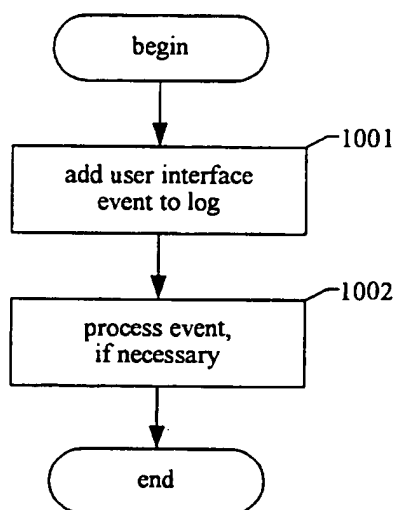 begin
1001
add user interface
event to log
1002
process event,
if necessary
end